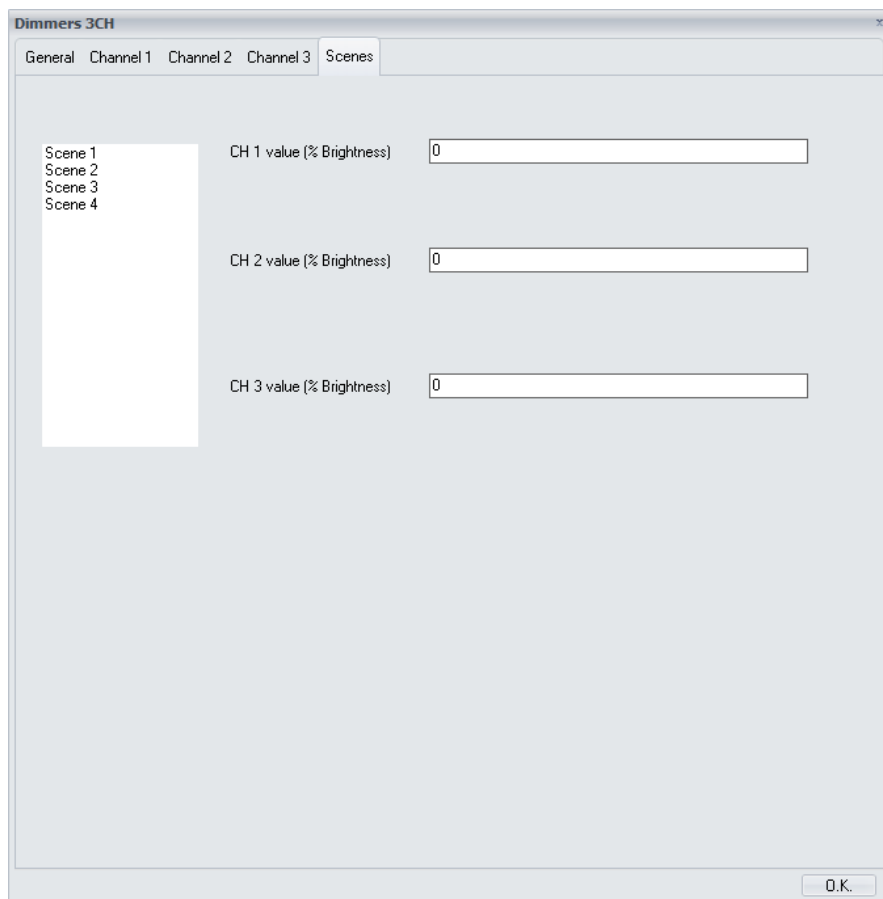 Dimmers 3CH
General Channel 1 Channel 2 Channel 3 Scenes
Scene 1
Scene 2
Scene 3
Scene 4
CH 1 value (% Brightness) 0
CH 2 value (% Brightness) 0
CH 3 value (% Brightness) 0
O.K.